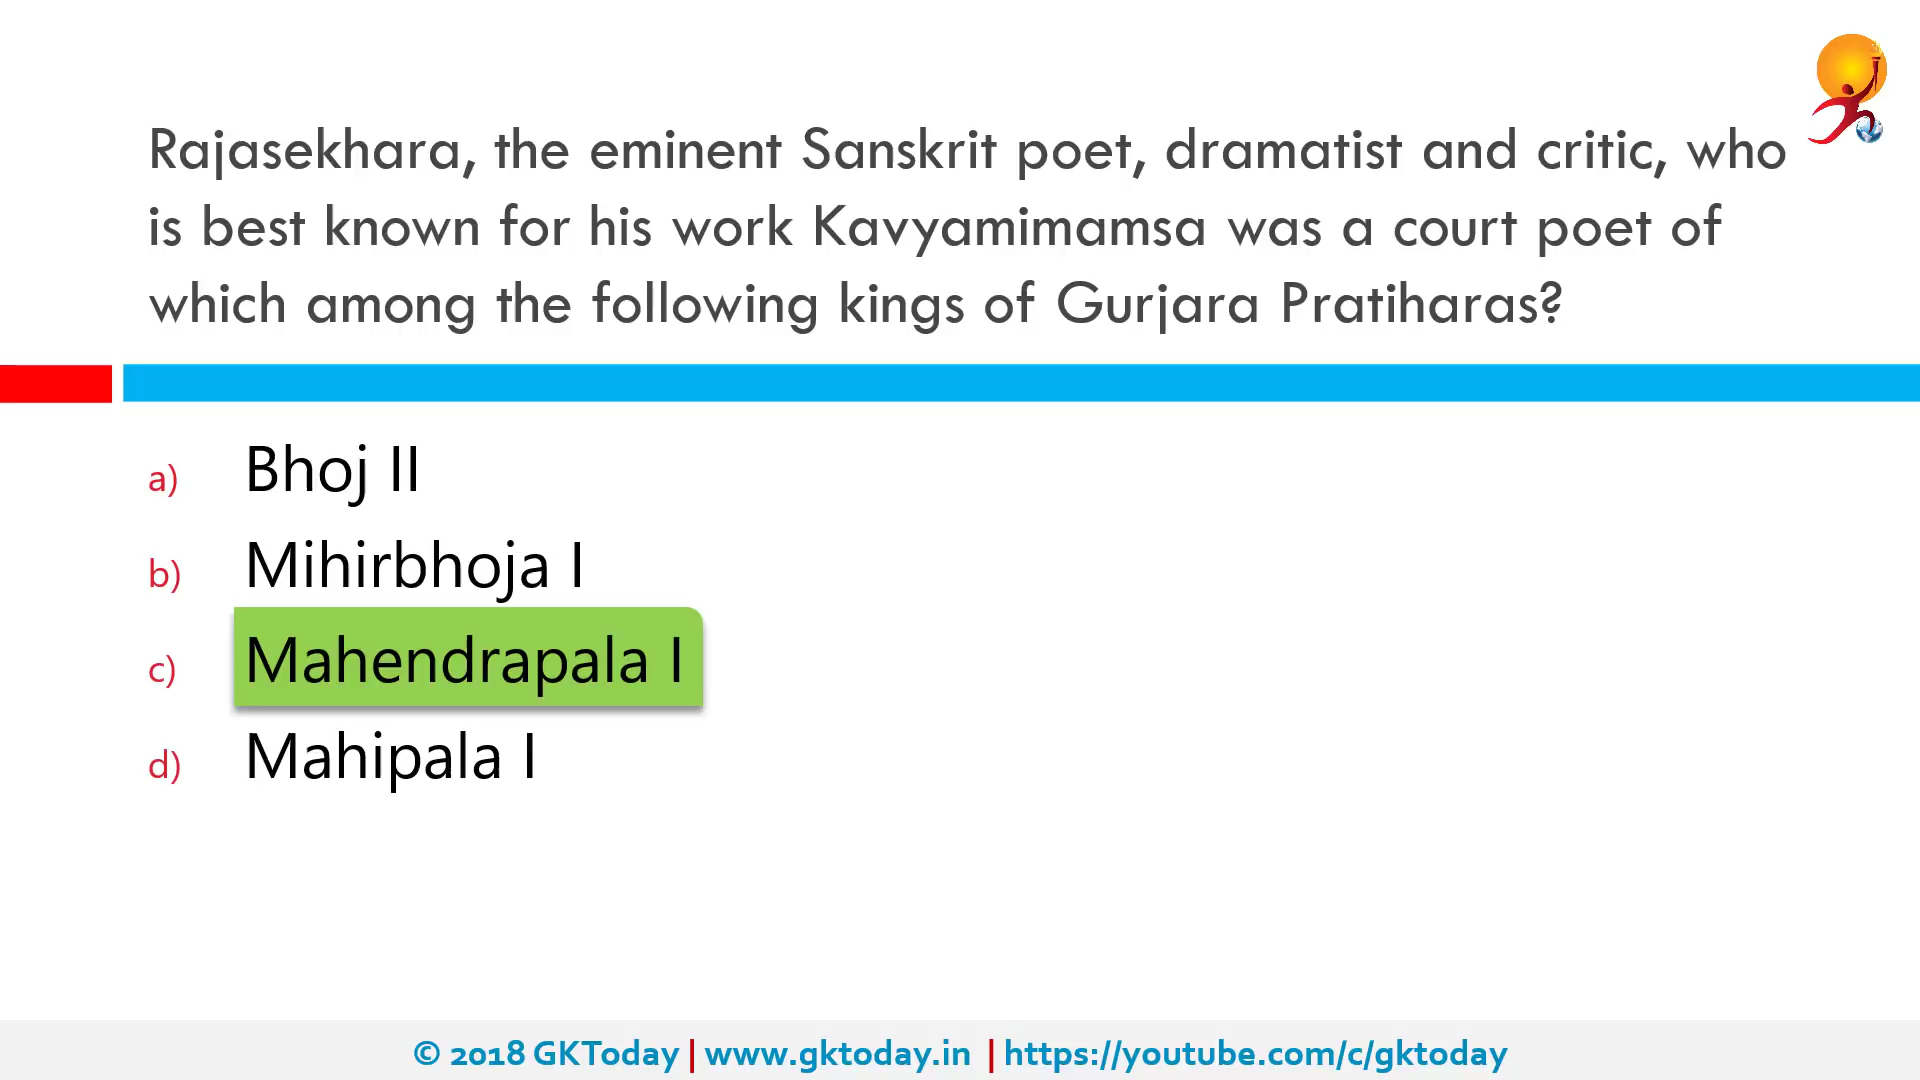 Rajasekhara, the eminent Sanskrit poet, dramatist and critic, who
is best known for his work Kavyamimamsa was a court poet of
which among the following kings of Gurjara Pratiharas?
a) Bhoj II
b) Mihirbhoja I
c) Mahendrapala I
d) Mahipala I
© 2018 GKToday | www.gktoday.in | https://youtube.com/c/gktoday